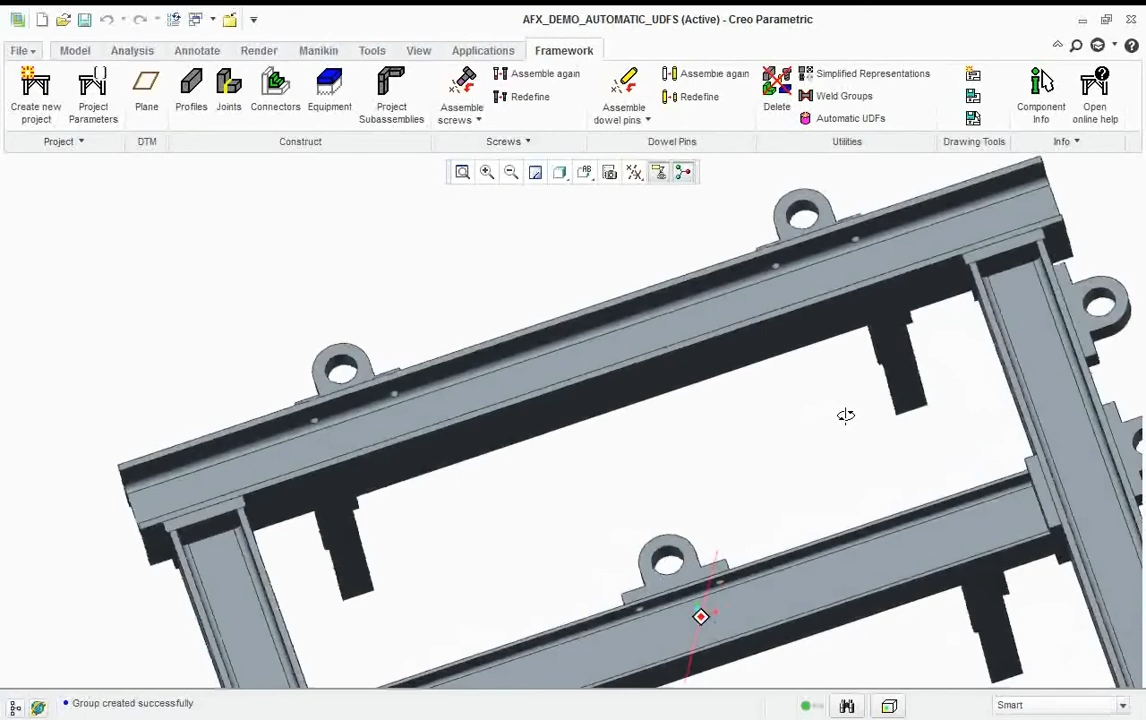 AFX_DEMO_AUTOMATIC_UDFS (Active) - Creo Parametric
File Model Analysis Annotate Render Manikin Tools View Applications Framework
Create new project
Project Parameters
Plane
Profiles
Joints
Connectors
Equipment
Project Subassemblies
Assemble screws
Assemble again
Redefine
Assemble dowel pins
Assemble again
Redefine
Delete
Simplified Representations
Weld Groups
Automatic UDFs
Component Info
Open online help
Project DTM Construct Screws Dowel Pins Utilities Drawing Tools Info
Group created successfully
Smart